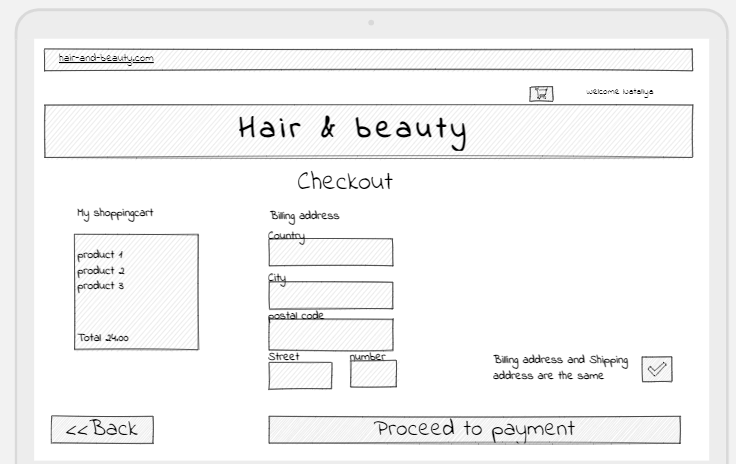 hair-and-beauty.com
welcome Nataliya
Hair & beauty
Checkout
My shoppingcart
product 1
product 2
product 3
Total 24.00
Billing address
Country
City
postal code
Street number
Billing address and Shipping
address are the same
<<Back
Proceed to payment